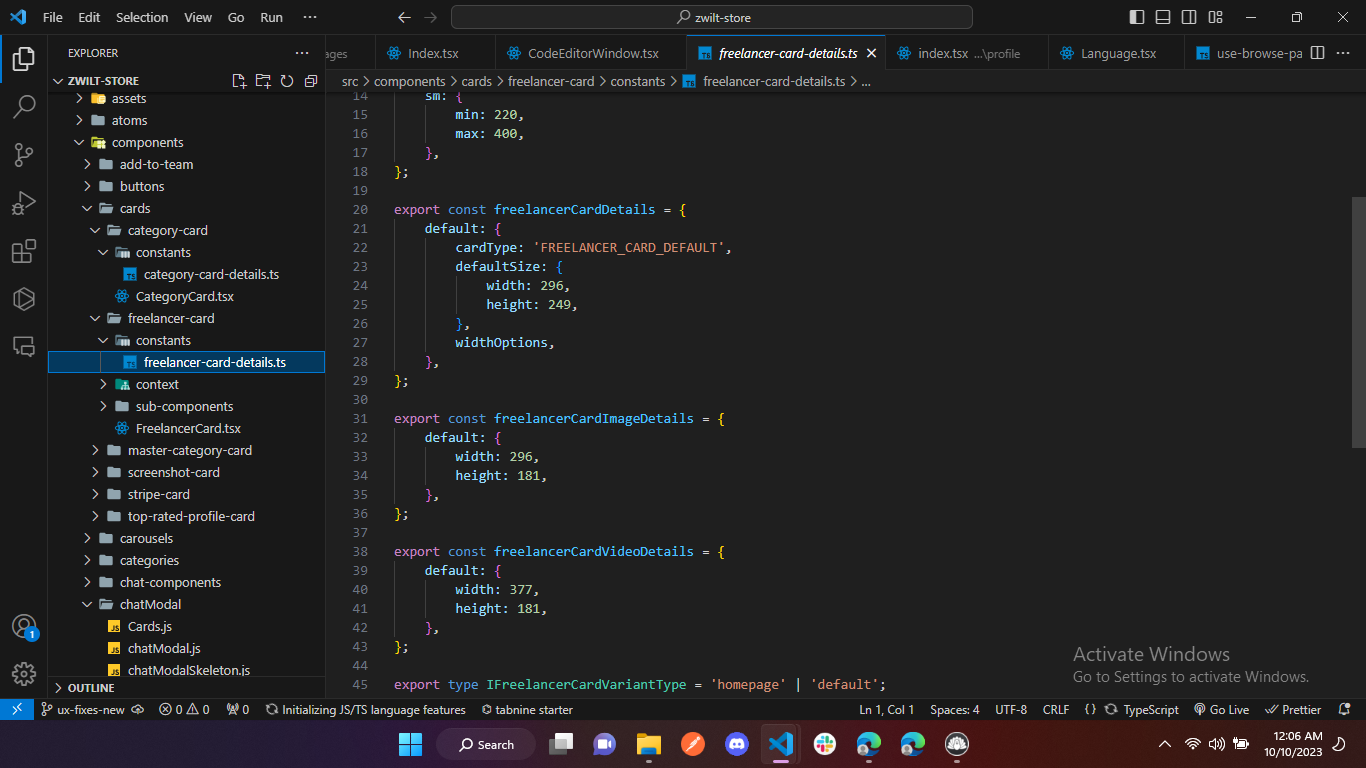 File Edit Selection View Go Run ···
zwilt-store
EXPLORER ···
ages
Index.tsx
CodeEditorWindow.tsx
freelancer-card-details.ts
index.tsx ...\profile
Language.tsx
use-browse-pa
ZWILT-STORE
src > components > cards > freelancer-card > constants > freelancer-card-details.ts > ...
assets
atoms
components
add-to-team
buttons
cards
category-card
constants
category-card-details.ts
CategoryCard.tsx
freelancer-card
constants
freelancer-card-details.ts
context
sub-components
FreelancerCard.tsx
master-category-card
screenshot-card
stripe-card
top-rated-profile-card
carousels
categories
chat-components
chatModal
Cards.js
chatModal.js
chatModalSkeleton.js
OUTLINE
14 sm: {
15 min: 220,
16 max: 400,
17 },
18 };
19
20 export const freelancerCardDetails = {
21 default: {
22 cardType: 'FREELANCER_CARD_DEFAULT',
23 defaultSize: {
24 width: 296,
25 height: 249,
26 },
27 widthOptions,
28 },
29 };
30
31 export const freelancerCardImageDetails = {
32 default: {
33 width: 296,
34 height: 181,
35 },
36 };
37
38 export const freelancerCardVideoDetails = {
39 default: {
40 width: 377,
41 height: 181,
42 },
43 };
44
45 export type IFreelancerCardVariantType = 'homepage' | 'default';
Activate Windows
Go to Settings to activate Windows.
1
ux-fixes-new 0 0 0 Initializing JS/TS language features tabnine starter Ln 1, Col 1 Spaces: 4 UTF-8 CRLF {} TypeScript Go Live Prettier
Search
12:06 AM
10/10/2023